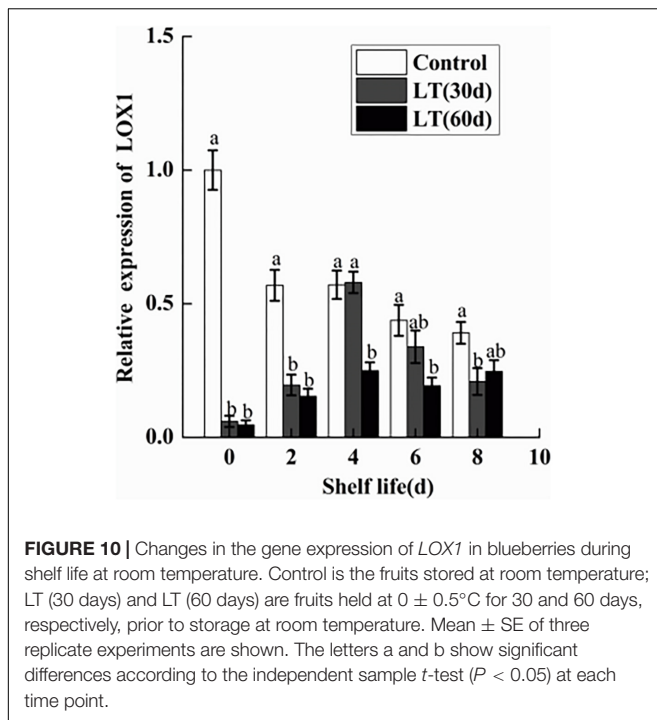 1.5
Control
LT(30d)
LT(60d)
a
1.0
Relative expression of LOX1
a
a a
0.5
a
ab
a
b
b
b
b
ab
b
b b
0.0
0 2 4 6 8 10
Shelf life(d)
FIGURE 10 | Changes in the gene expression of LOX1 in blueberries during
shelf life at room temperature. Control is the fruits stored at room temperature;
LT (30 days) and LT (60 days) are fruits held at 0 ± 0.5°C for 30 and 60 days,
respectively, prior to storage at room temperature. Mean ± SE of three
replicate experiments are shown. The letters a and b show significant
differences according to the independent sample t-test (P < 0.05) at each
time point.